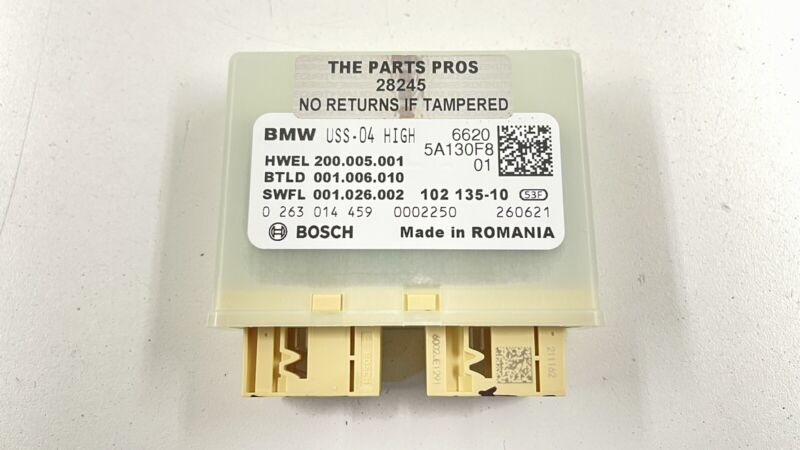 THE PARTS PROS
28245
NO RETURNS IF TAMPERED
BMW USS-04 HIGH 6620
5A130F8
01
HWEL 200.005.001
BTLD 001.006.010
SWFL 001.026.002 102 135-10 53F
0 263 014 459 0002250 260621
BOSCH Made in ROMANIA
211162